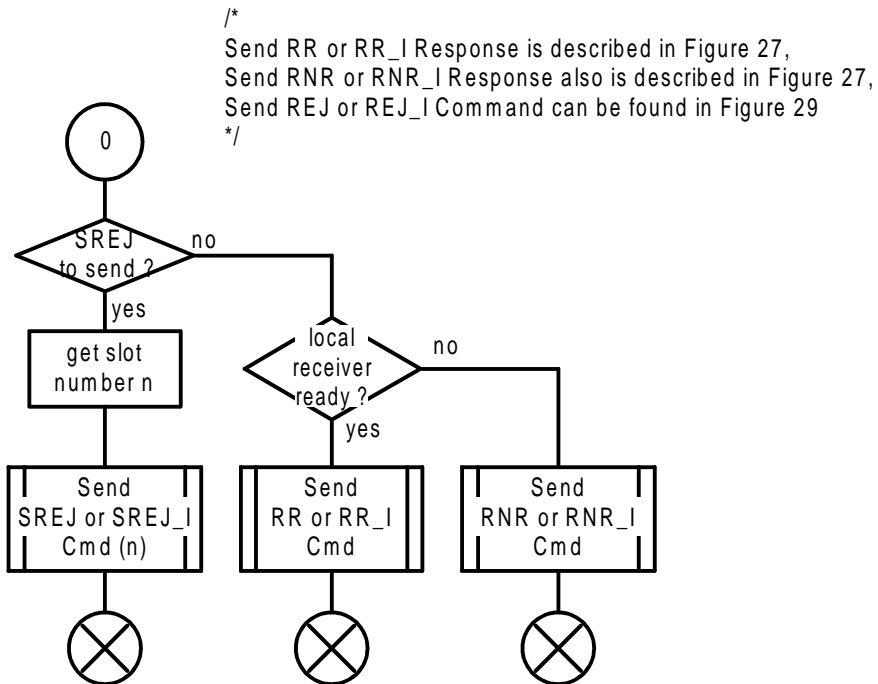 /*
Send RR or RR_I Response is described in Figure 27,
Send RNR or RNR_I Response also is described in Figure 27,
Send REJ or REJ_I Command can be found in Figure 29
*/
0
SREJ
to send ?
no
yes
get slot
number n
local
receiver
ready ?
no
yes
Send
SREJ or SREJ_I
Cmd (n)
Send
RR or RR_I
Cmd
Send
RNR or RNR_I
Cmd